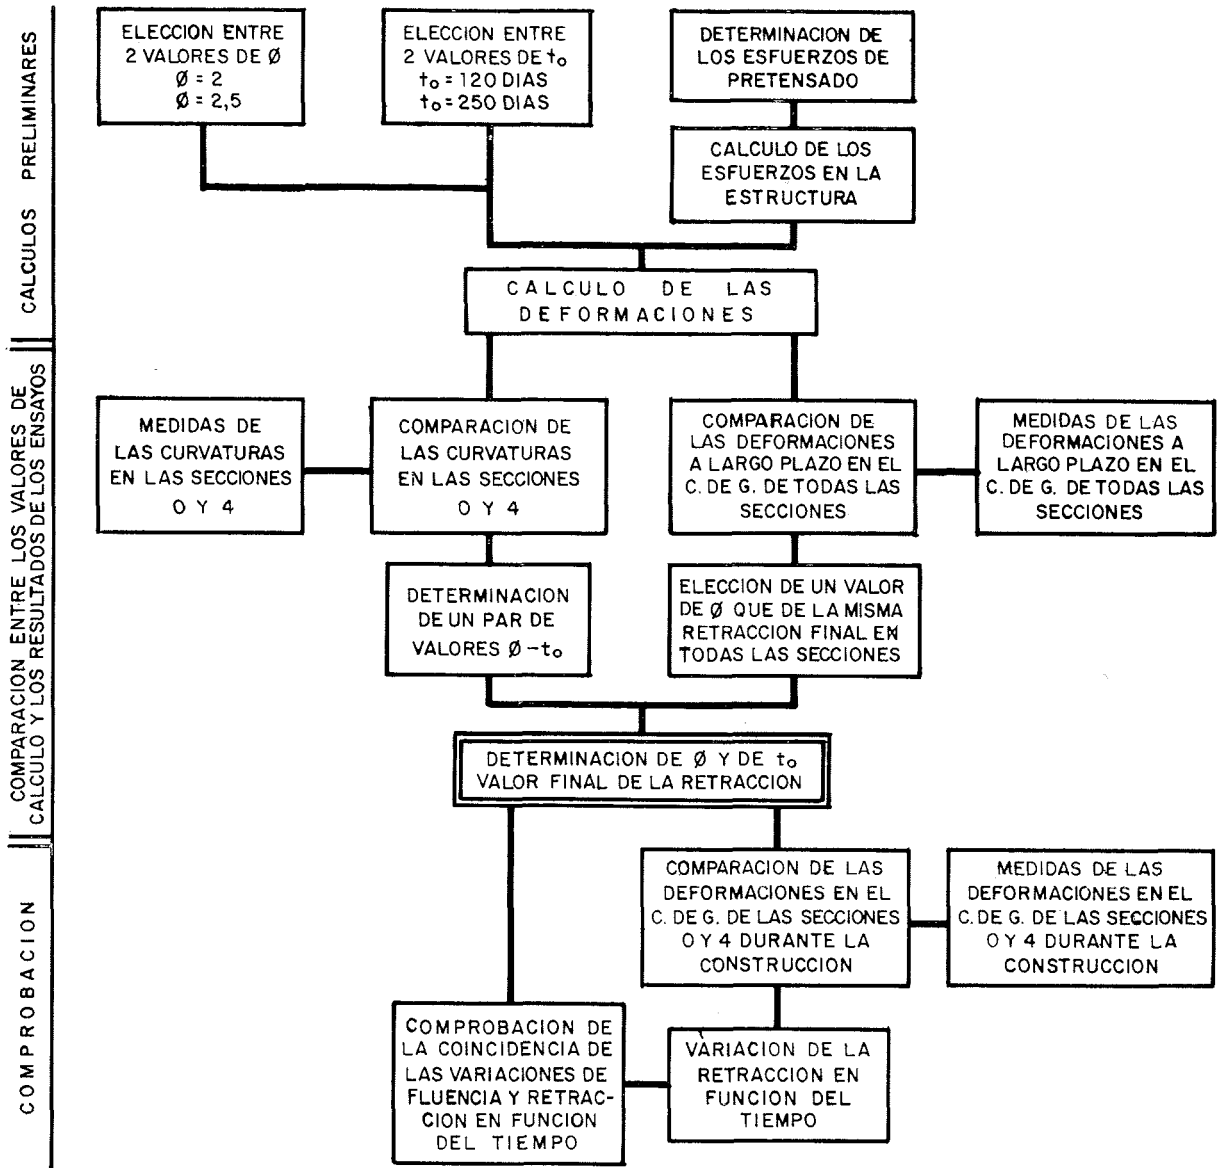 CALCULOS PRELIMINARES
ELECCION ENTRE
2 VALORES DE Ø
Ø = 2
Ø = 2,5
ELECCION ENTRE
2 VALORES DE to
to = 120 DIAS
to = 250 DIAS
DETERMINACION DE
LOS ESFUERZOS DE
PRETENSADO
CALCULO DE LOS
ESFUERZOS EN LA
ESTRUCTURA
CALCULO DE LAS
DEFORMACIONES
COMPARACION ENTRE LOS VALORES DE
CALCULO Y LOS RESULTADOS DE LOS ENSAYOS
MEDIDAS DE
LAS CURVATURAS
EN LAS SECCIONES
0 Y 4
COMPARACION DE
LAS CURVATURAS
EN LAS SECCIONES
0 Y 4
COMPARACION DE
LAS DEFORMACIONES
A LARGO PLAZO EN EL
C. DE G. DE TODAS LAS
SECCIONES
MEDIDAS DE LAS
DEFORMACIONES A
LARGO PLAZO EN EL
C. DE G. DE TODAS LAS
SECCIONES
DETERMINACION
DE UN PAR DE
VALORES Ø - to
ELECCION DE UN VALOR
DE Ø QUE DE LA MISMA
RETRACCION FINAL EN
TODAS LAS SECCIONES
DETERMINACION DE Ø Y DE to
VALOR FINAL DE LA RETRACCION
COMPROBACION
COMPARACION DE LAS
DEFORMACIONES EN EL
C. DE G. DE LAS SECCIONES
0 Y 4 DURANTE LA
CONSTRUCCION
MEDIDAS DE LAS
DEFORMACIONES EN EL
C. DE G. DE LAS SECCIONES
0 Y 4 DURANTE LA
CONSTRUCCION
COMPROBACION DE
LA COINCIDENCIA DE
LAS VARIACIONES DE
FLUENCIA Y RETRAC-
CION EN FUNCION
DEL TIEMPO
VARIACION DE LA
RETRACCION EN
FUNCION DEL
TIEMPO